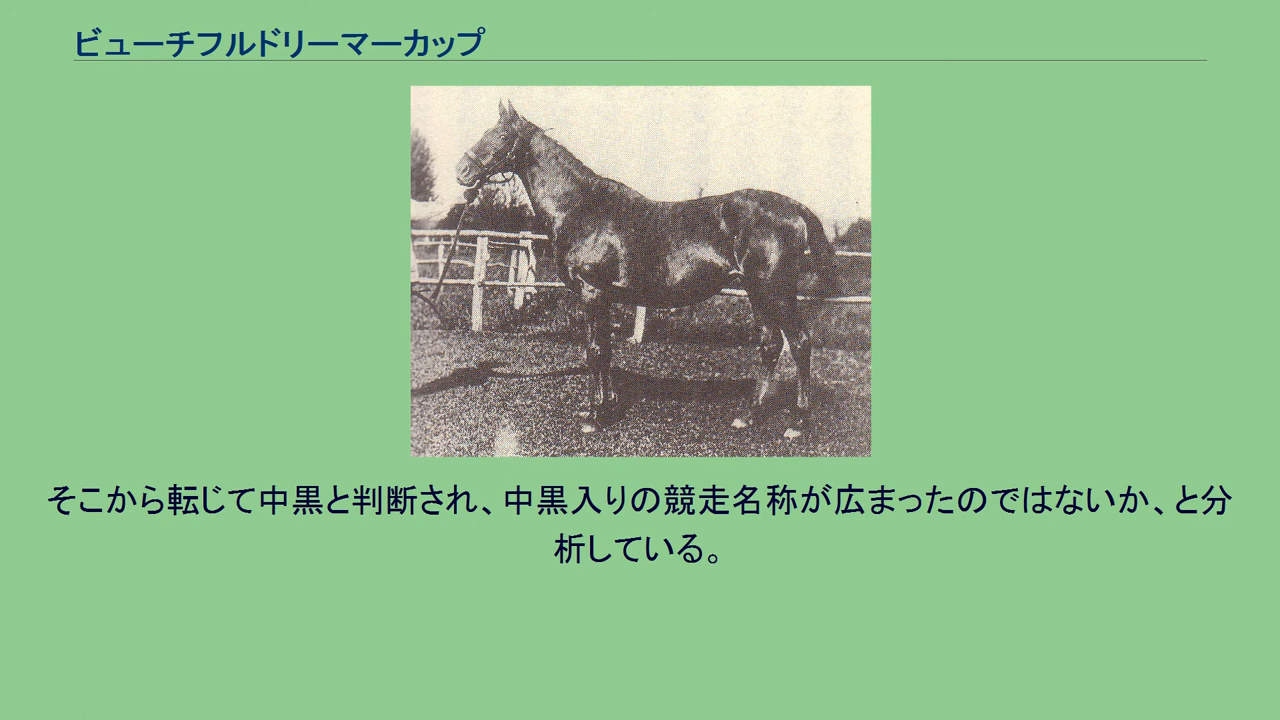 ビューチフルドリーマーカップ
そこから転じて中黒と判断され、中黒入りの競走名称が広まったのではないか、と分
析している。